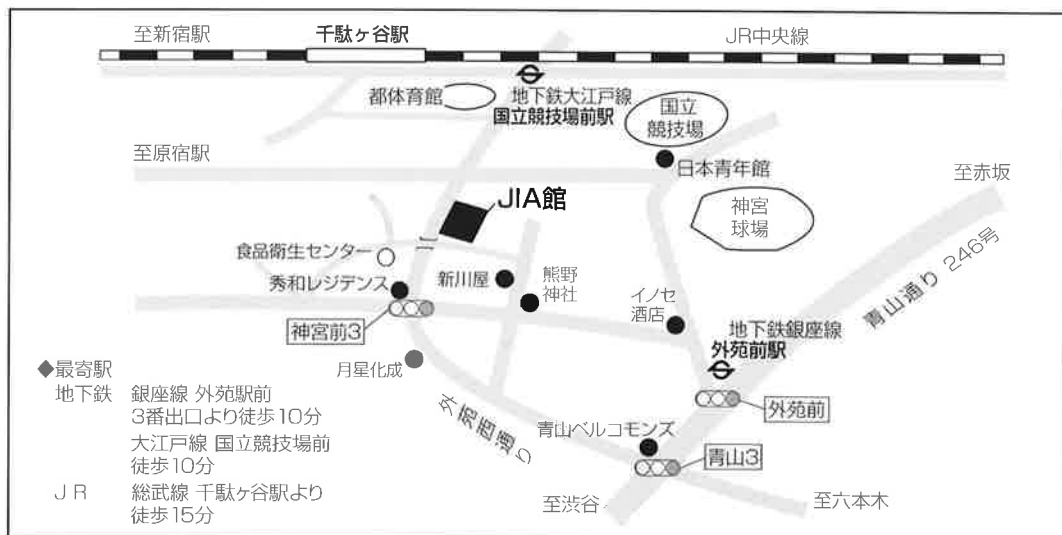 至新宿駅
千駄ヶ谷駅
JR中央線
都体育館
地下鉄大江戸線
国立競技場前駅
国立
競技場
至原宿駅
日本青年館
至赤坂
JIA館
神宮
球場
食品衛生センター
秀和レジデンス
新川屋
熊野
神社
イノセ
酒店
青山通り 246号
神宮前3
地下鉄銀座線
外苑前駅
月星化成
外苑西通り
外苑前
青山ベルコモンズ
青山3
至渋谷
至六本木
◆最寄駅
地下鉄 銀座線 外苑駅前
3番出口より徒歩10分
大江戸線 国立競技場前
徒歩10分
JR 総武線 千駄ヶ谷駅より
徒歩15分